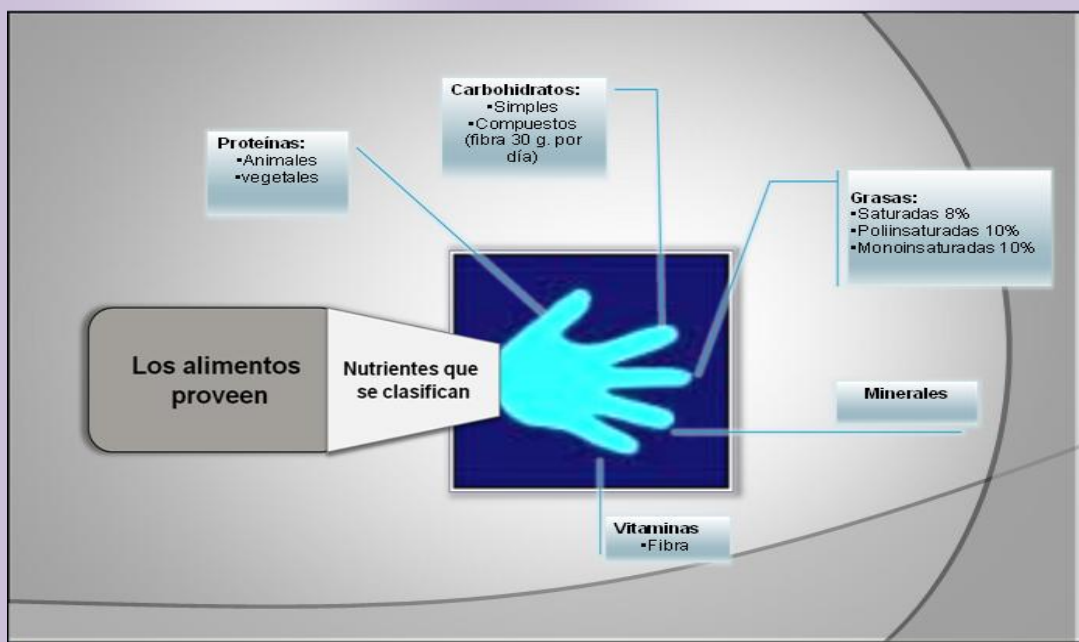 Los alimentos
proveen
Nutrientes que
se clasifican
Proteínas:
▪Animales
▪vegetales
Carbohidratos:
▪Simples
▪Compuestos
(fibra 30 g. por
día)
Grasas:
▪Saturadas 8%
▪Poliinsaturadas 10%
▪Monoinsaturadas 10%
Minerales
Vitaminas
▪Fibra